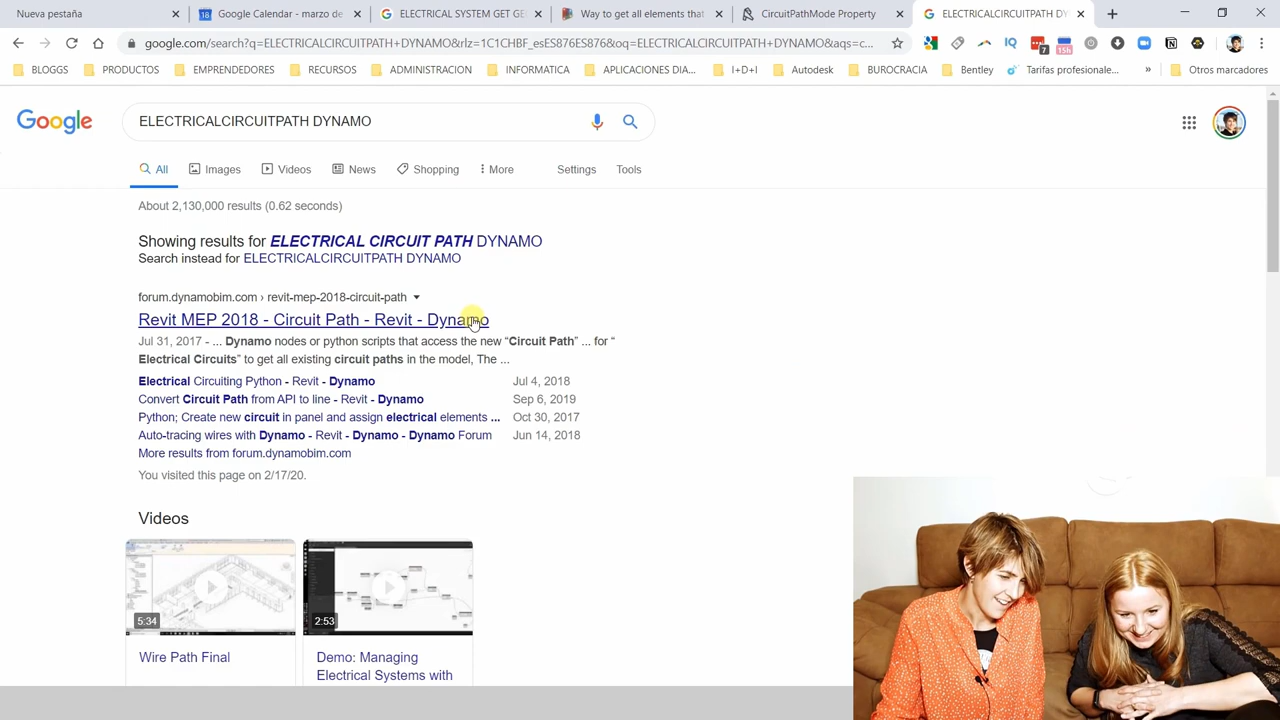 Nueva pestaña
Google Calendar - marzo de
ELECTRICAL SYSTEM GET GE
Way to get all elements that
CircuitPathMode Property
ELECTRICALCIRCUITPATH DY
google.com/search?q=ELECTRICALCIRCUITPATH+DYNAMO&rlz=1C1CHBF_esES876ES876&oq=ELECTRICALCIRCUITPATH+DYNAMO&aqs=c...
IQ
7
15h
BLOGGS
PRODUCTOS
EMPRENDEDORES
RECURSOS
ADMINISTRACION
INFORMATICA
APLICACIONES DIA...
I+D+I
Autodesk
BUROCRACIA
Bentley
Tarifas profesionale...
»
Otros marcadores
Google
ELECTRICALCIRCUITPATH DYNAMO
All
Images
Videos
News
Shopping
More
Settings
Tools
About 2,130,000 results (0.62 seconds)
Showing results for ELECTRICAL CIRCUIT PATH DYNAMO
Search instead for ELECTRICALCIRCUITPATH DYNAMO
forum.dynamobim.com › revit-mep-2018-circuit-path
Revit MEP 2018 - Circuit Path - Revit - Dynamo
Jul 31, 2017 - ... Dynamo nodes or python scripts that access the new "Circuit Path" ... for "
Electrical Circuits" to get all existing circuit paths in the model, The ...
Electrical Circuiting Python - Revit - Dynamo Jul 4, 2018
Convert Circuit Path from API to line - Revit - Dynamo Sep 6, 2019
Python; Create new circuit in panel and assign electrical elements ... Oct 30, 2017
Auto-tracing wires with Dynamo - Revit - Dynamo - Dynamo Forum Jun 14, 2018
More results from forum.dynamobim.com
You visited this page on 2/17/20.
Videos
5:34
2:53
Wire Path Final
Demo: Managing
Electrical Systems with